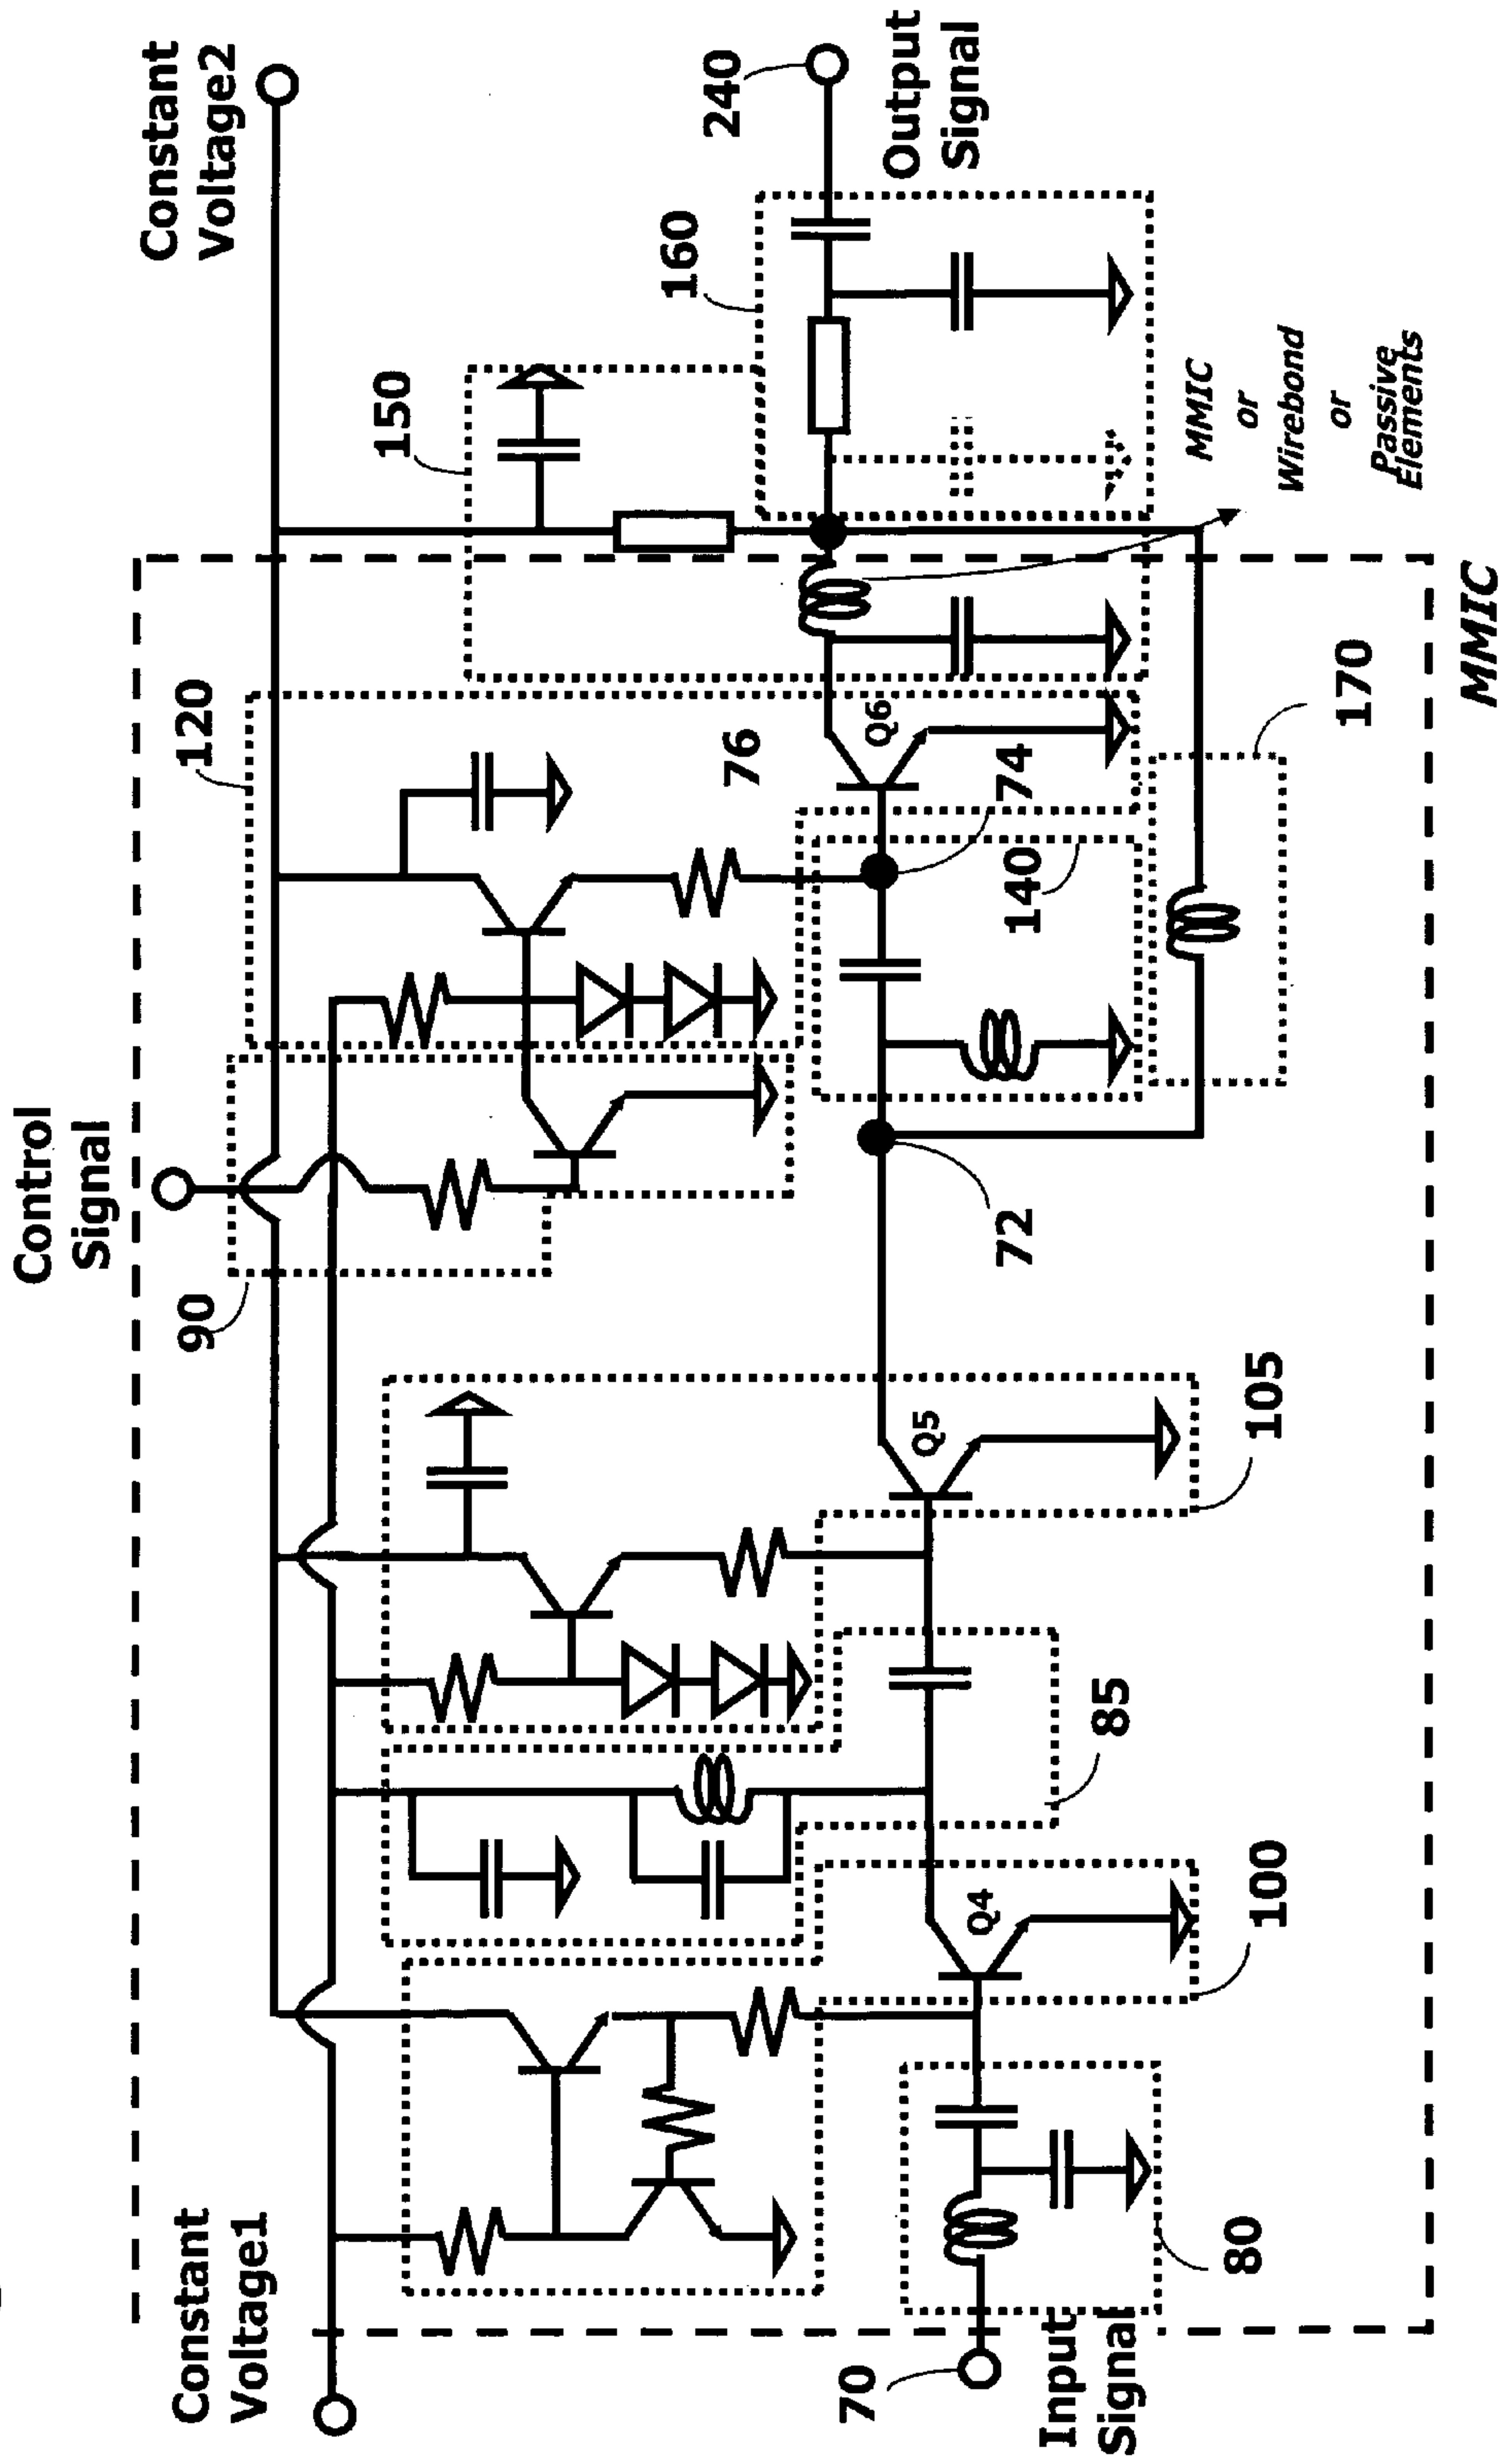 Control
Signal
Constant
Voltage2
Constant
Voltage1
90
120
150
160
240
Output
Signal
76
Q6
74
140
72
170
MMIC
or
Wirebond
or
Passive
Elements
Q5
105
85
Q4
100
80
70
Input
Signal
MMIC